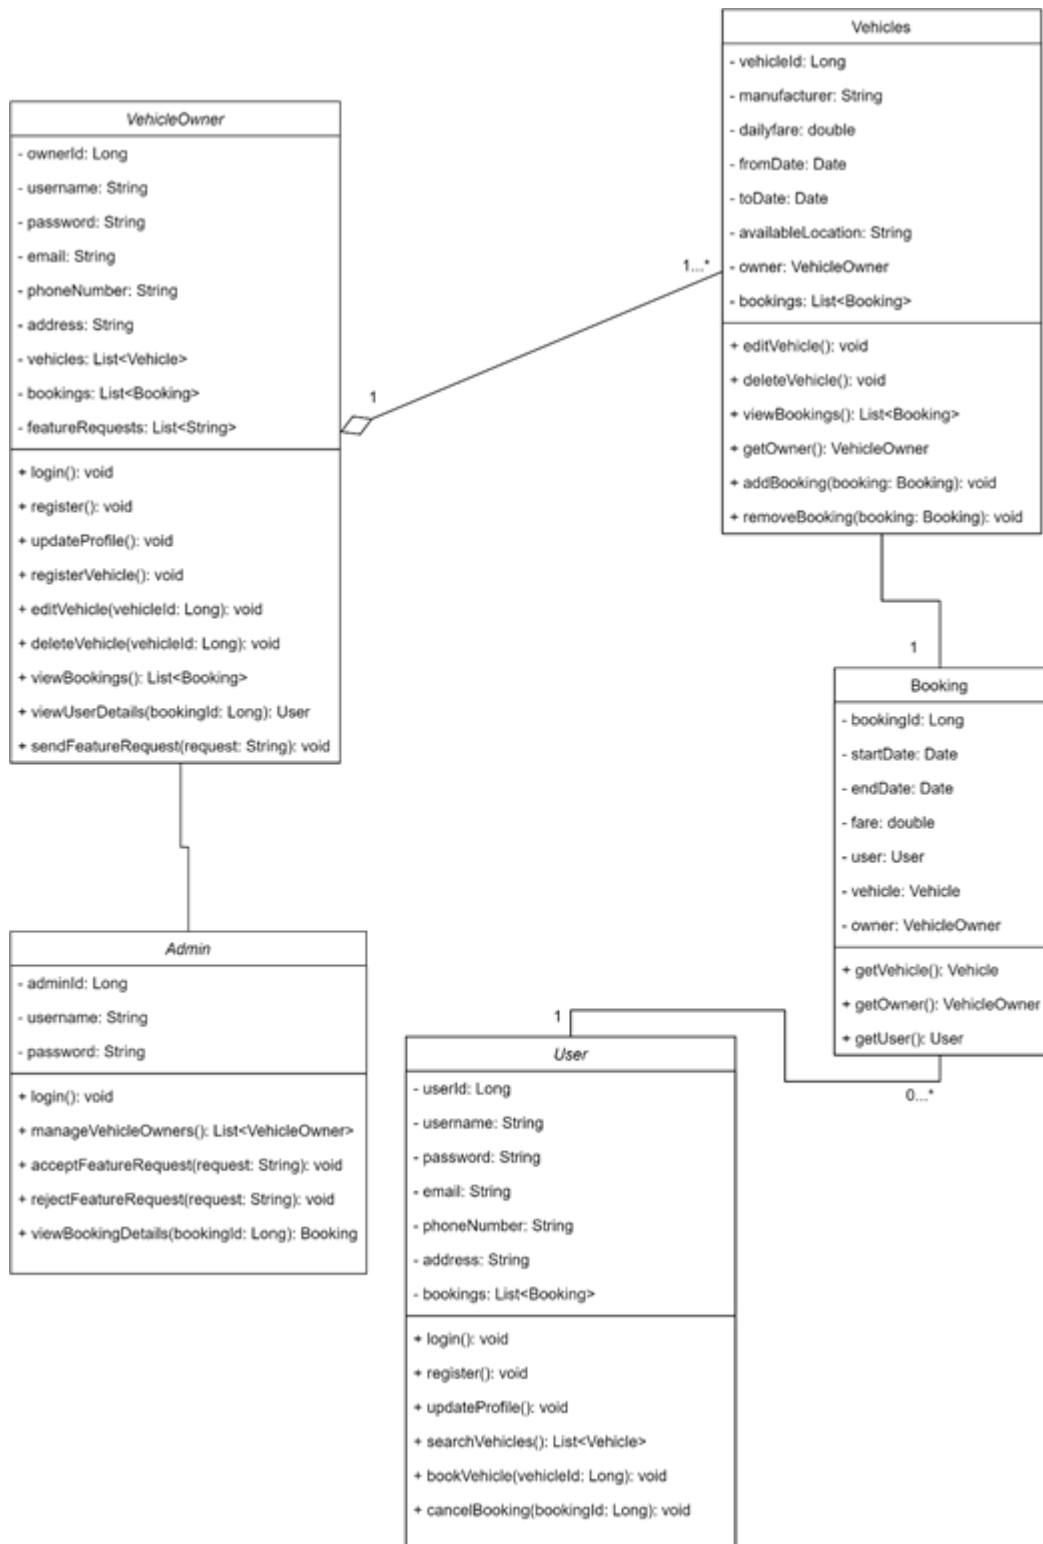 Vehicles
- vehicleId: Long
- manufacturer: String
- dailyfare: double
- fromDate: Date
- toDate: Date
- availableLocation: String
- owner: VehicleOwner
- bookings: List<Booking>
+ editVehicle(): void
+ deleteVehicle(): void
+ viewBookings(): List<Booking>
+ getOwner(): VehicleOwner
+ addBooking(booking: Booking): void
+ removeBooking(booking: Booking): void
VehicleOwner
- ownerId: Long
- username: String
- password: String
- email: String
- phoneNumber: String
- address: String
- vehicles: List<Vehicle>
- bookings: List<Booking>
- featureRequests: List<String>
+ login(): void
+ register(): void
+ updateProfile(): void
+ registerVehicle(): void
+ editVehicle(vehicleId: Long): void
+ deleteVehicle(vehicleId: Long): void
+ viewBookings(): List<Booking>
+ viewUserDetails(bookingId: Long): User
+ sendFeatureRequest(request: String): void
1...*
1
1
Booking
- bookingId: Long
- startDate: Date
- endDate: Date
- fare: double
- user: User
- vehicle: Vehicle
- owner: VehicleOwner
+ getVehicle(): Vehicle
+ getOwner(): VehicleOwner
+ getUser(): User
0...*
1
Admin
- adminId: Long
- username: String
- password: String
+ login(): void
+ manageVehicleOwners(): List<VehicleOwner>
+ acceptFeatureRequest(request: String): void
+ rejectFeatureRequest(request: String): void
+ viewBookingDetails(bookingId: Long): Booking
User
- userId: Long
- username: String
- password: String
- email: String
- phoneNumber: String
- address: String
- bookings: List<Booking>
+ login(): void
+ register(): void
+ updateProfile(): void
+ searchVehicles(): List<Vehicle>
+ bookVehicle(vehicleId: Long): void
+ cancelBooking(bookingId: Long): void